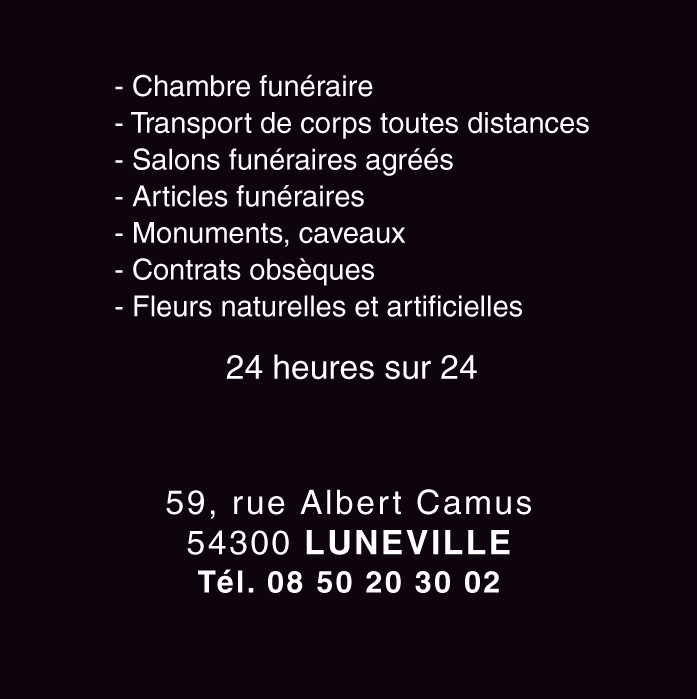 - Chambre funéraire
- Transport de corps toutes distances
- Salons funéraires agréés
- Articles funéraires
- Monuments, caveaux
- Contrats obsèques
- Fleurs naturelles et artificielles
24 heures sur 24
59, rue Albert Camus
54300 LUNEVILLE
Tél. 08 50 20 30 02